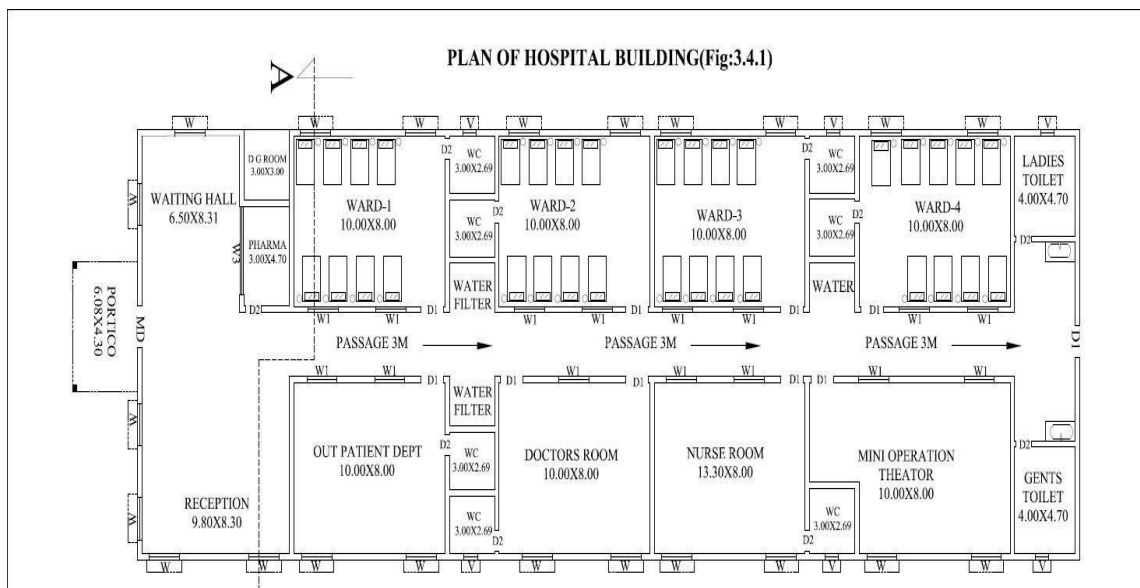 PLAN OF HOSPITAL BUILDING(Fig:3.4.1)
A
W
W
W
V
W
W
W
W
V
W
W
V
D G ROOM
3.00X3.00
D2
WC
3.00X2.69
D2
WC
3.00X2.69
LADIES
TOILET
4.00X4.70
W
WAITING HALL
6.50X8.31
WARD-1
10.00X8.00
WARD-2
10.00X8.00
WARD-3
10.00X8.00
WARD-4
10.00X8.00
D2
D2
WC
3.00X2.69
WC
3.00X2.69
PHARMA
3.00X4.70
W3
D2
WATER
FILTER
WATER
D2
W1
W1
D1
W1
W1
D1
W1
W1
D1
D1
W1
W1
PORTICO
6.08X4.30
MD
PASSAGE 3M
PASSAGE 3M
PASSAGE 3M
D1
W1
W1
D1
D1
W1
D1
W1
W1
D1
D1
W1
W1
WATER
FILTER
W
OUT PATIENT DEPT
10.00X8.00
D2
WC
3.00X2.69
DOCTORS ROOM
10.00X8.00
NURSE ROOM
13.30X8.00
MINI OPERATION
THEATOR
10.00X8.00
D2
GENTS
TOILET
4.00X4.70
RECEPTION
9.80X8.30
W
WC
3.00X2.69
D2
WC
3.00X2.69
D2
W
W
W
W
V
W
W
W
W
V
W
W
V